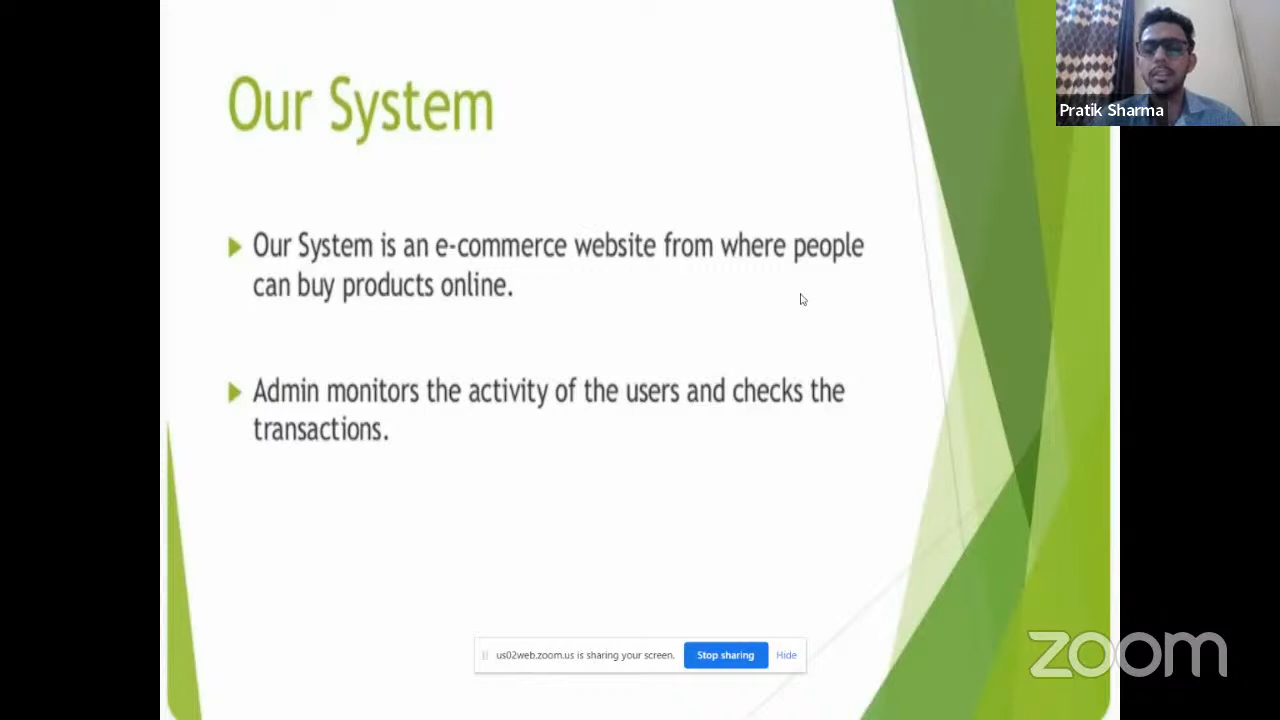 Our System
Pratik Sharma
Our System is an e-commerce website from where people
can buy products online.
Admin monitors the activity of the users and checks the
transactions.
us02web.zoom.us is sharing your screen.
Stop sharing
Hide
zoom